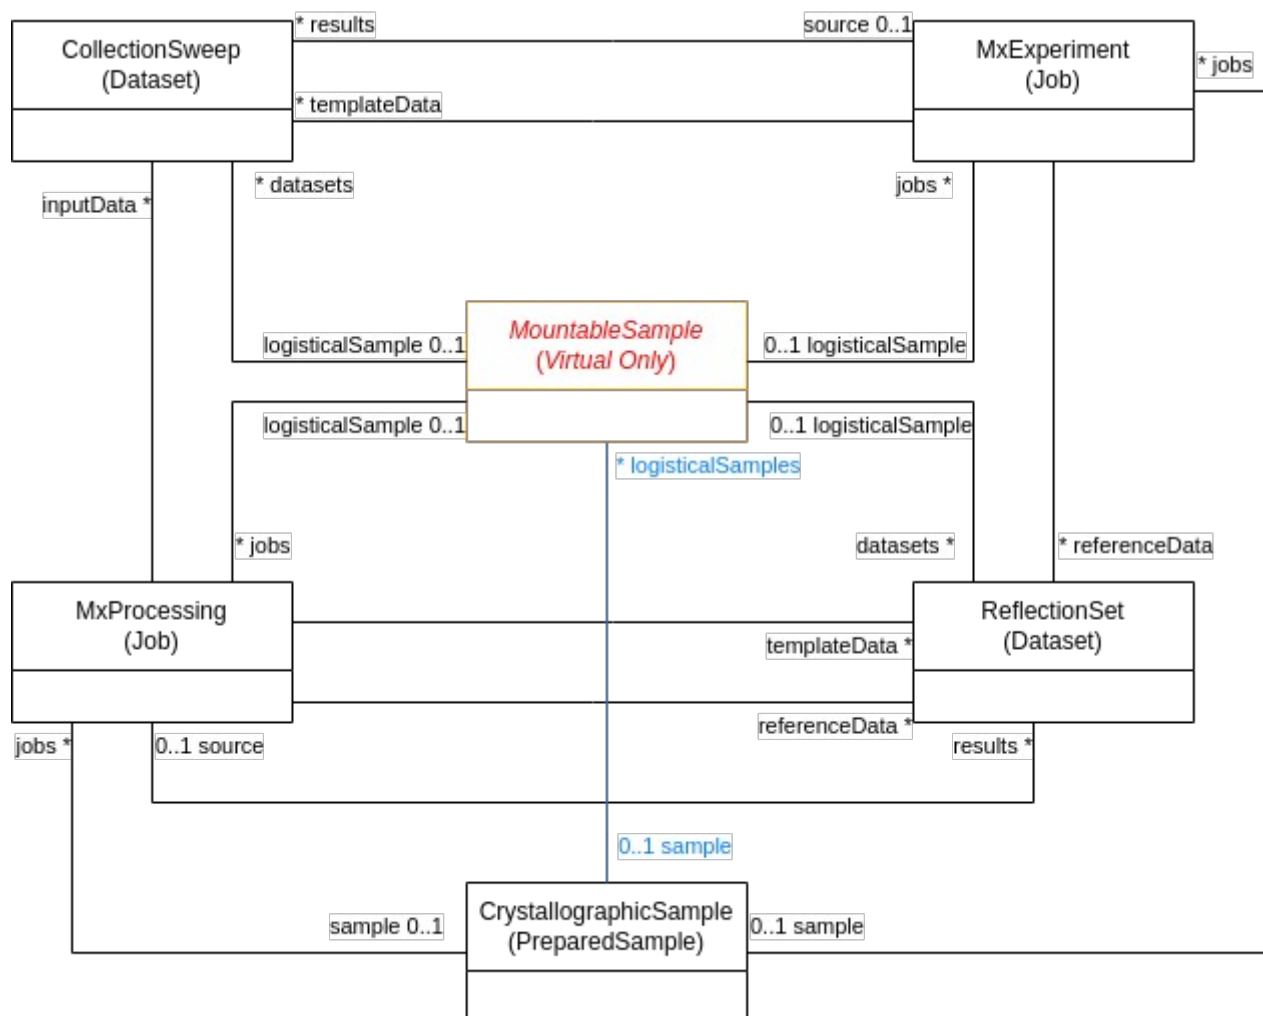 * results
source 0..1
CollectionSweep
(Dataset)
MxExperiment
(Job)
* jobs
* templateData
* datasets
jobs *
inputData *
MountableSample
(Virtual Only)
logisticalSample 0..1
0..1 logisticalSample
logisticalSample 0..1
0..1 logisticalSample
* logisticalSamples
* jobs
datasets *
* referenceData
MxProcessing
(Job)
ReflectionSet
(Dataset)
templateData *
referenceData *
jobs *
0..1 source
results *
0..1 sample
CrystallographicSample
(PreparedSample)
sample 0..1
0..1 sample